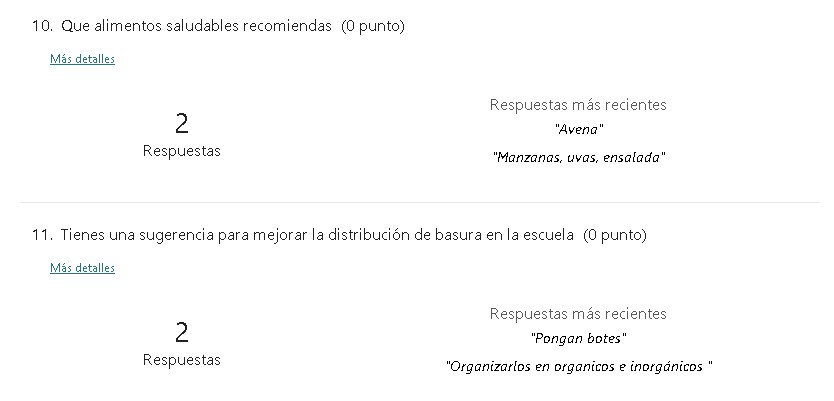 10. Que alimentos saludables recomiendas (0 punto)
Más detalles
2
Respuestas
Respuestas más recientes
"Avena"
"Manzanas, uvas, ensalada"
11. Tienes una sugerencia para mejorar la distribución de basura en la escuela (0 punto)
Más detalles
2
Respuestas
Respuestas más recientes
"Pongan botes"
"Organizarlos en organicos e inorgánicos "